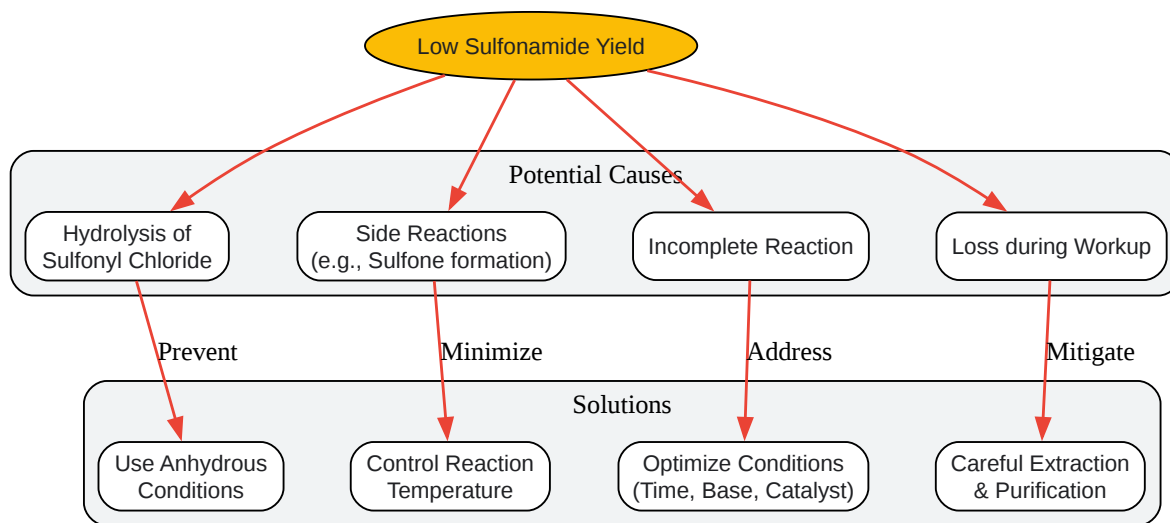 Low Sulfonamide Yield
Potential Causes
Hydrolysis of
Sulfonyl Chloride
Side Reactions
(e.g., Sulfone formation)
Incomplete Reaction
Loss during Workup
Prevent
Minimize
Address
Mitigate
Solutions
Use Anhydrous
Conditions
Control Reaction
Temperature
Optimize Conditions
(Time, Base, Catalyst)
Careful Extraction
& Purification